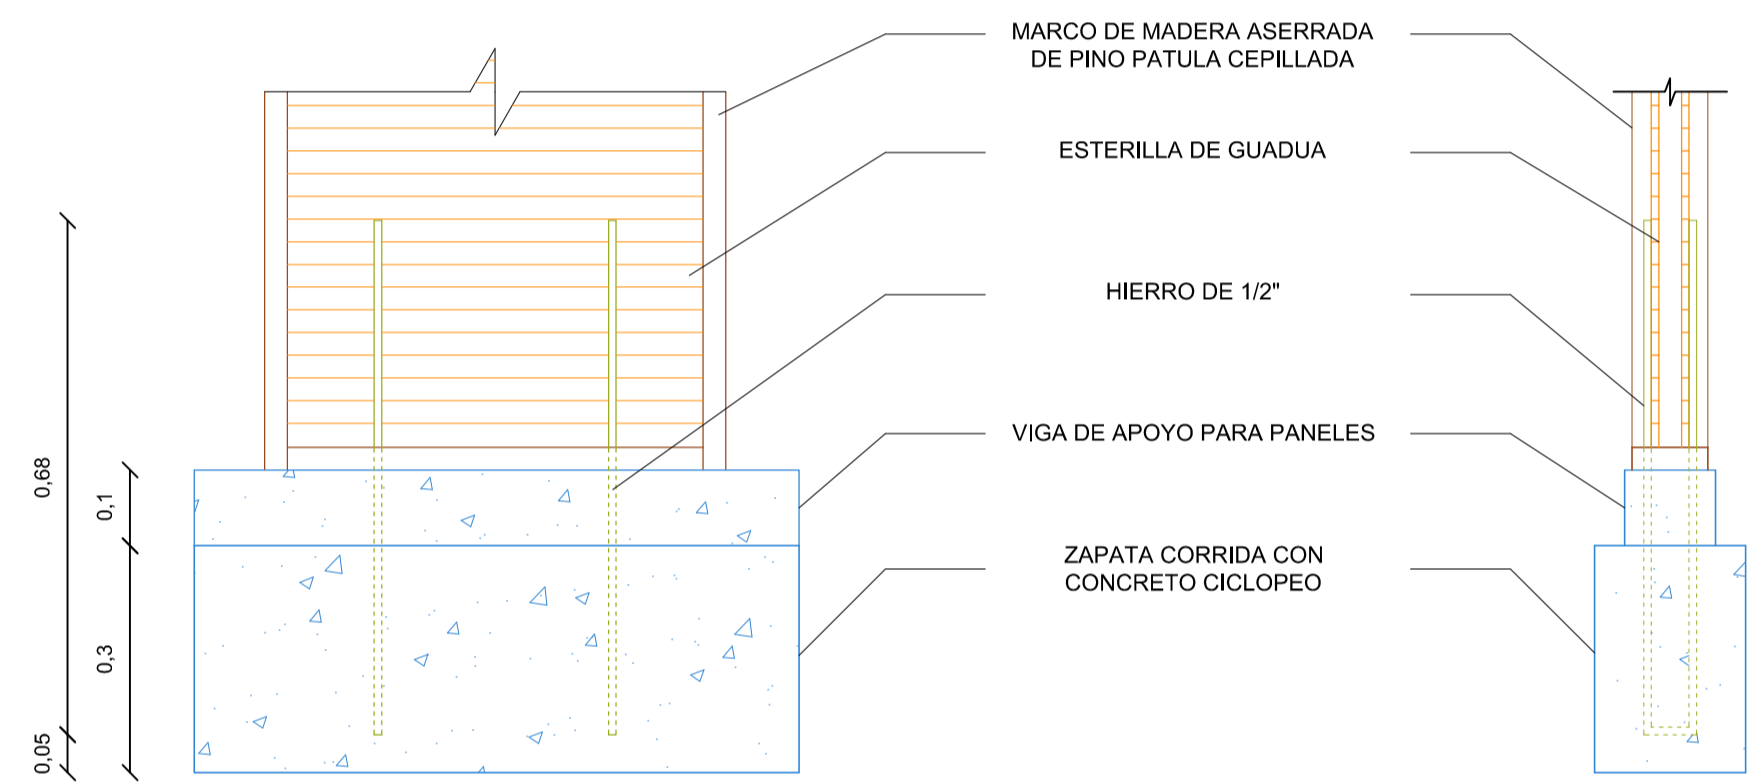 MARCO DE MADERA ASERRADA
DE PINO PATULA CEPILLADA
ESTERILLA DE GUADUA
HIERRO DE 1/2"
VIGA DE APOYO PARA PANELES
ZAPATA CORRIDA CON
CONCRETO CICLOPEO
0,68
0,1
0,3
0,05